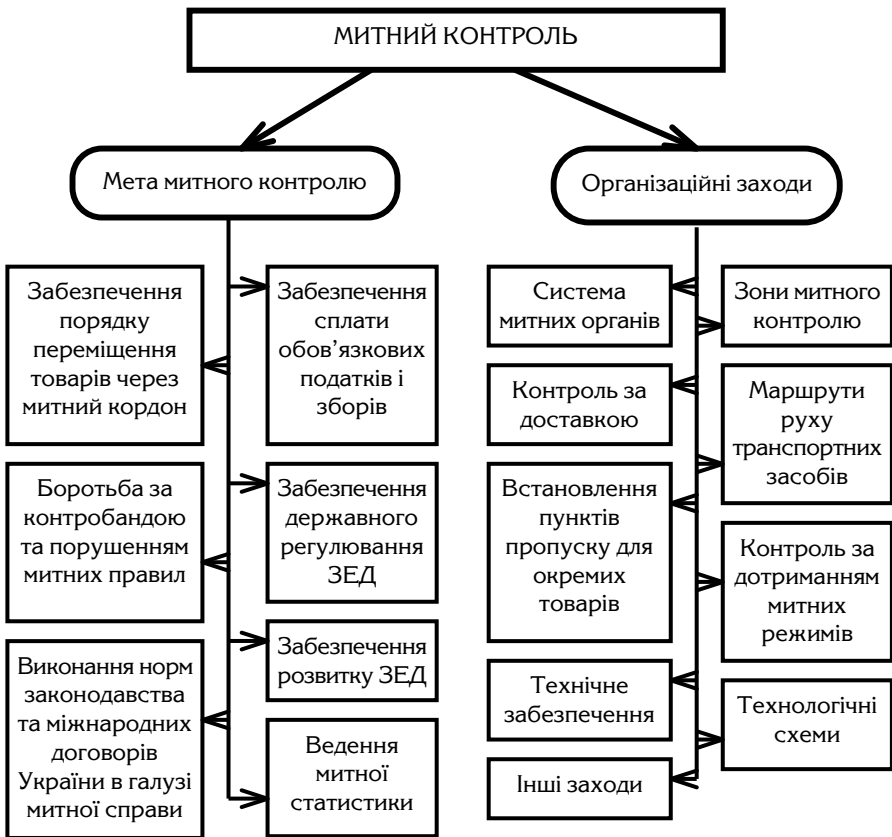 МИТНИЙ КОНТРОЛЬ
Мета митного контролю
Організаційні заходи
Забезпечення
порядку
переміщення
товарів через
митний кордон
Забезпечення
сплати
обов’язкових
податків і
зборів
Боротьба за
контробандою
та порушенням
митних правил
Забезпечення
державного
регулювання
ЗЕД
Виконання норм
законодавства
та міжнародних
договорів
України в галузі
митної справи
Забезпечення
розвитку ЗЕД
Ведення
митної
статистики
Система
митних органів
Зони митного
контролю
Контроль за
доставкою
Маршрути
руху
транспортних
засобів
Встановлення
пунктів
пропуску для
окремих
товарів
Контроль за
дотриманням
митних
режимів
Технічне
забезпечення
Технологічні
схеми
Інші заходи